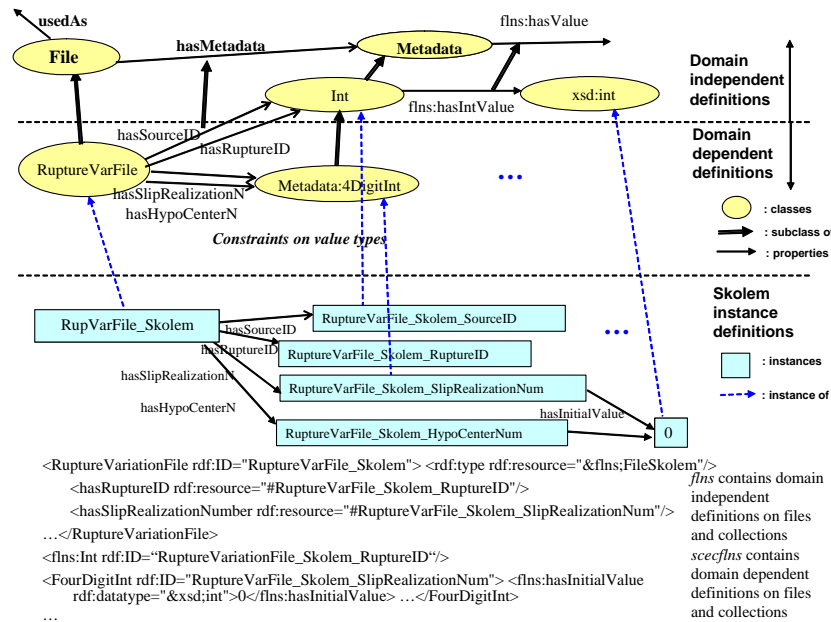 usedAs
flns:hasValue
File
hasMetadata
Metadata
Domain
independent
definitions
Int
flns:hasIntValue
xsd:int
hasSourceID
hasRuptureID
Domain
dependent
definitions
RuptureVarFile
Metadata:4DigitInt
...
hasSlipRealizationN
hasHypoCenterN
: classes
: subclass of
: properties
Constraints on value types
Skolem
instance
definitions
RupVarFile_Skolem
RuptureVarFile_Skolem_SourceID
hasSourceID
...
hasRuptureID
RuptureVarFile_Skolem_RuptureID
: instances
hasSlipRealizationN
RuptureVarFile_Skolem_SlipRealizationNum
: instance of
hasHypoCenterN
hasInitialValue
RuptureVarFile_Skolem_HypoCenterNum
0
<RuptureVariationFile rdf:ID="RuptureVarFile_Skolem"> <rdf:type rdf:resource="&flns;FileSkolem"/>
<hasRuptureID rdf:resource="#RuptureVarFile_Skolem_RuptureID"/>
<hasSlipRealizationNumber rdf:resource="#RuptureVarFile_Skolem_SlipRealizationNum"/>
…</RuptureVariationFile>
<flns:Int rdf:ID=“RuptureVariationFile_Skolem_RuptureID“/>
<FourDigitInt rdf:ID="RuptureVarFile_Skolem_SlipRealizationNum"> <flns:hasInitialValue
rdf:datatype="&xsd;int">0</flns:hasInitialValue> …</FourDigitInt>
…
flns contains domain
independent
definitions on files
and collections
scecflns contains
domain dependent
definitions on files
and collections